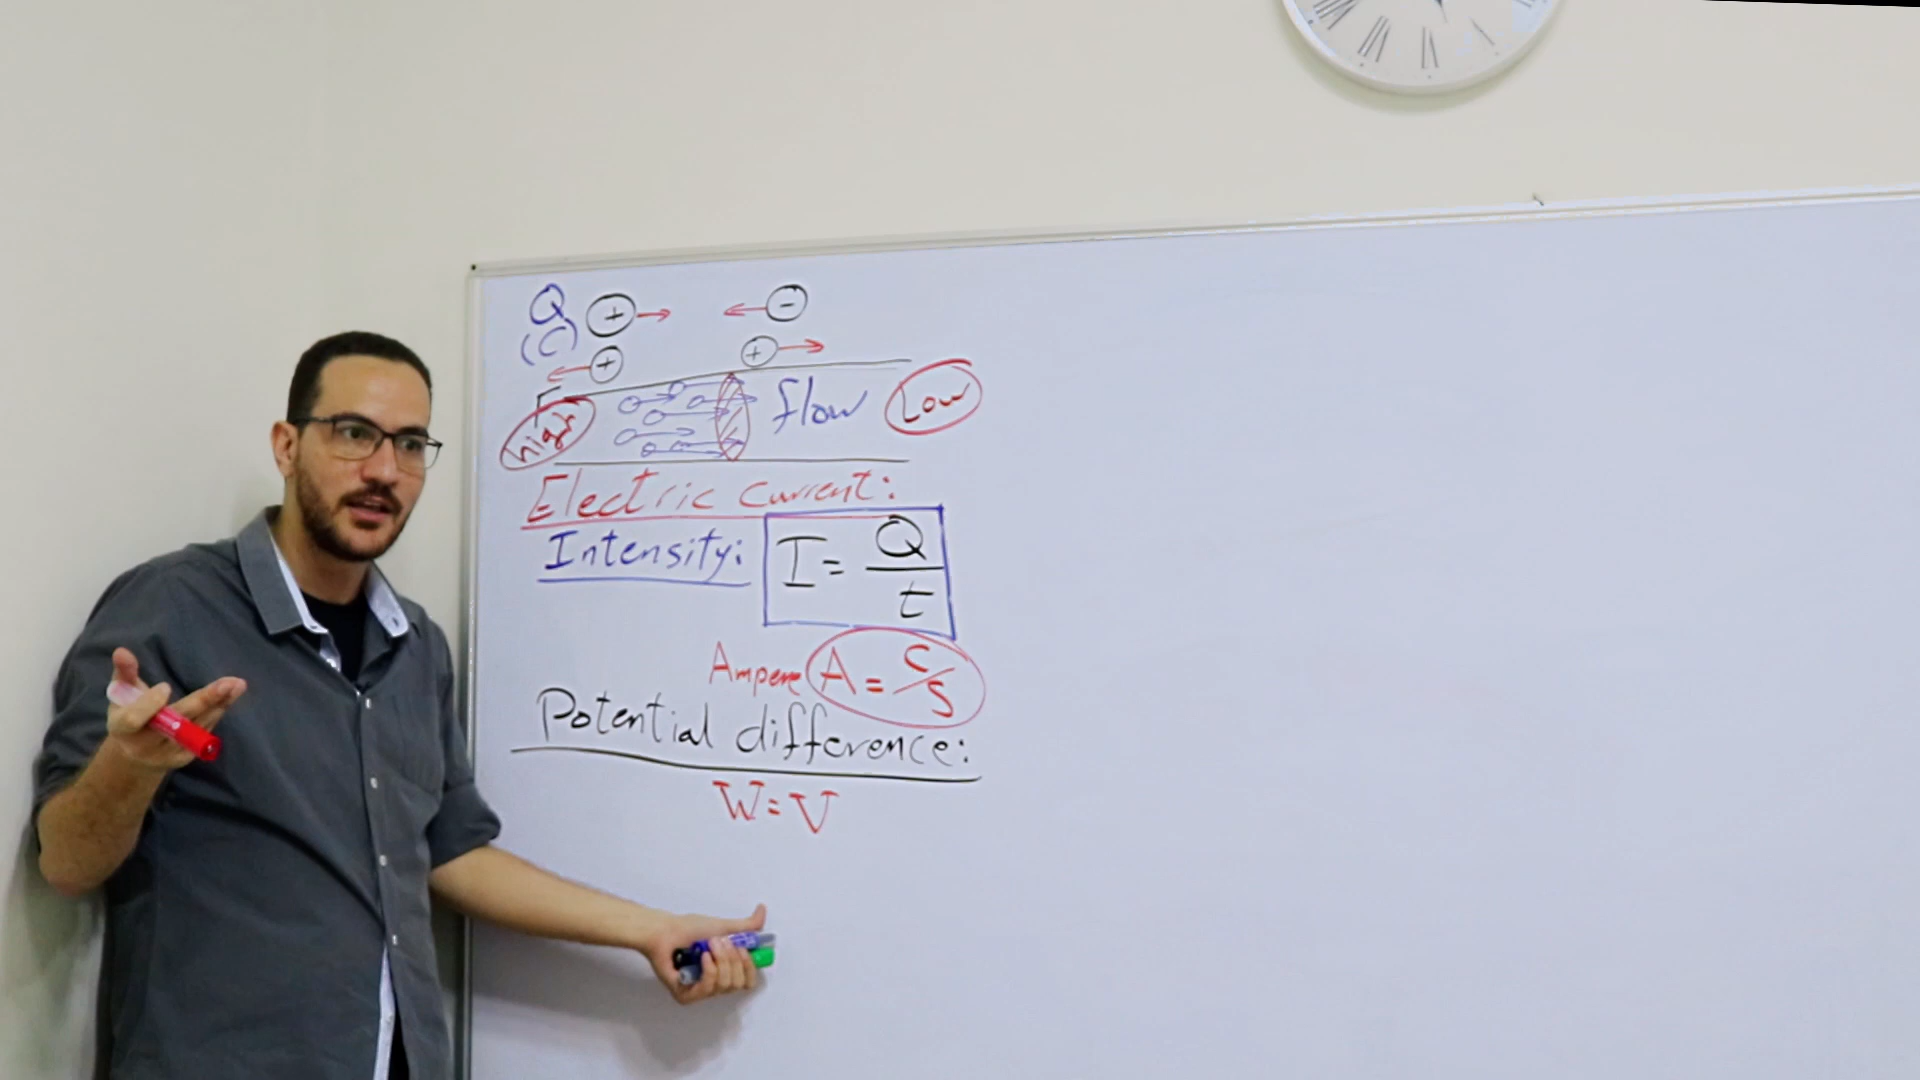 Q + -
(C) + +
high flow Low
Electric current:
Intensity: I = Q/t
Ampere A = C/S
Potential difference:
W = V